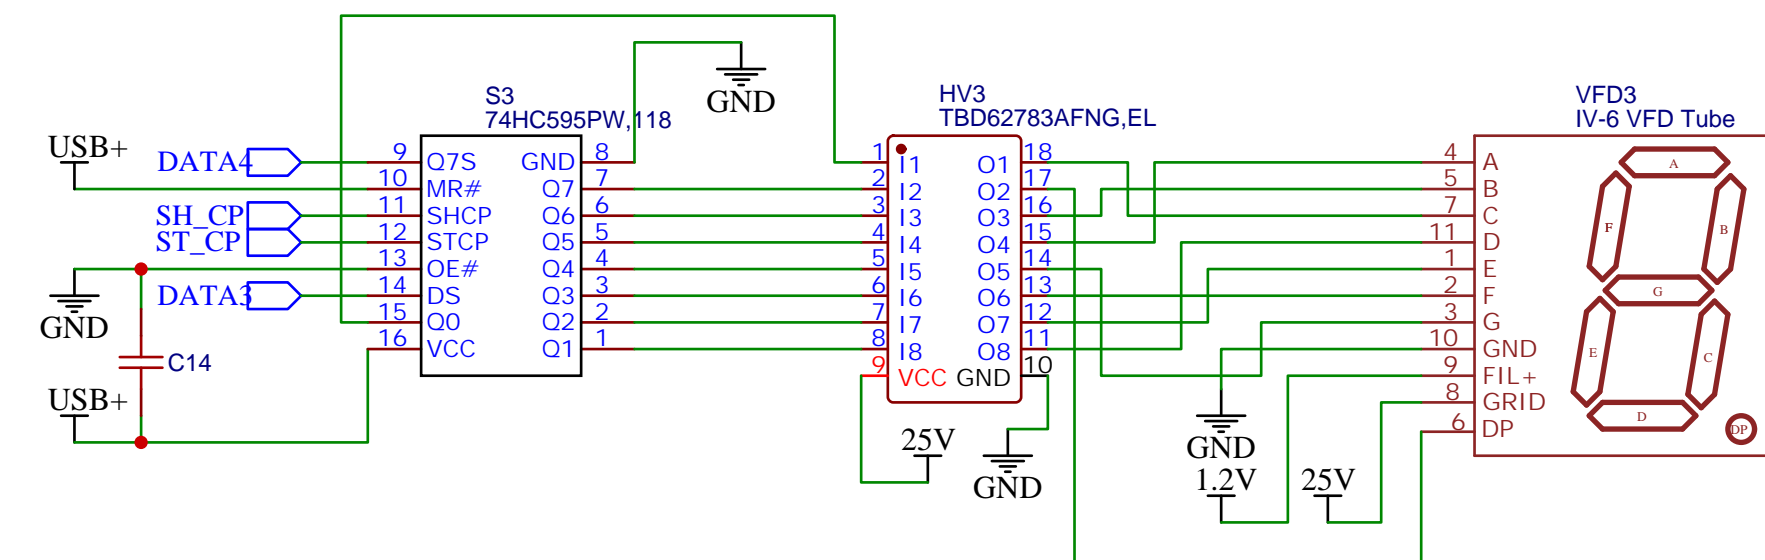 GND
S3
74HC595PW,118
HV3
TBD62783AFNG,EL
VFD3
IV-6 VFD Tube
USB+
DATA4
SH_CP
ST_CP
GND
DATA3
C14
USB+
9 Q7S GND 8
10 MR# Q7 7
11 SHCP Q6 6
12 STCP Q5 5
13 OE# Q4 4
14 DS Q3 3
15 Q0 Q2 2
16 VCC Q1 1
1 I1 O1 18
2 I2 O2 17
3 I3 O3 16
4 I4 O4 15
5 I5 O5 14
6 I6 O6 13
7 I7 O7 12
8 I8 O8 11
9 VCC GND 10
25V
GND
4 A
5 B
7 C
11 D
1 E
2 F
3 G
10 GND
9 FIL+
8 GRID
6 DP
GND
1.2V
25V
A
F
B
G
E
C
D
DP